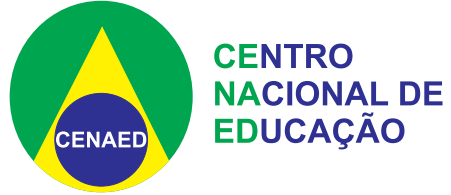 CENAED
CENTRO
NACIONAL DE
EDUCAÇÃO